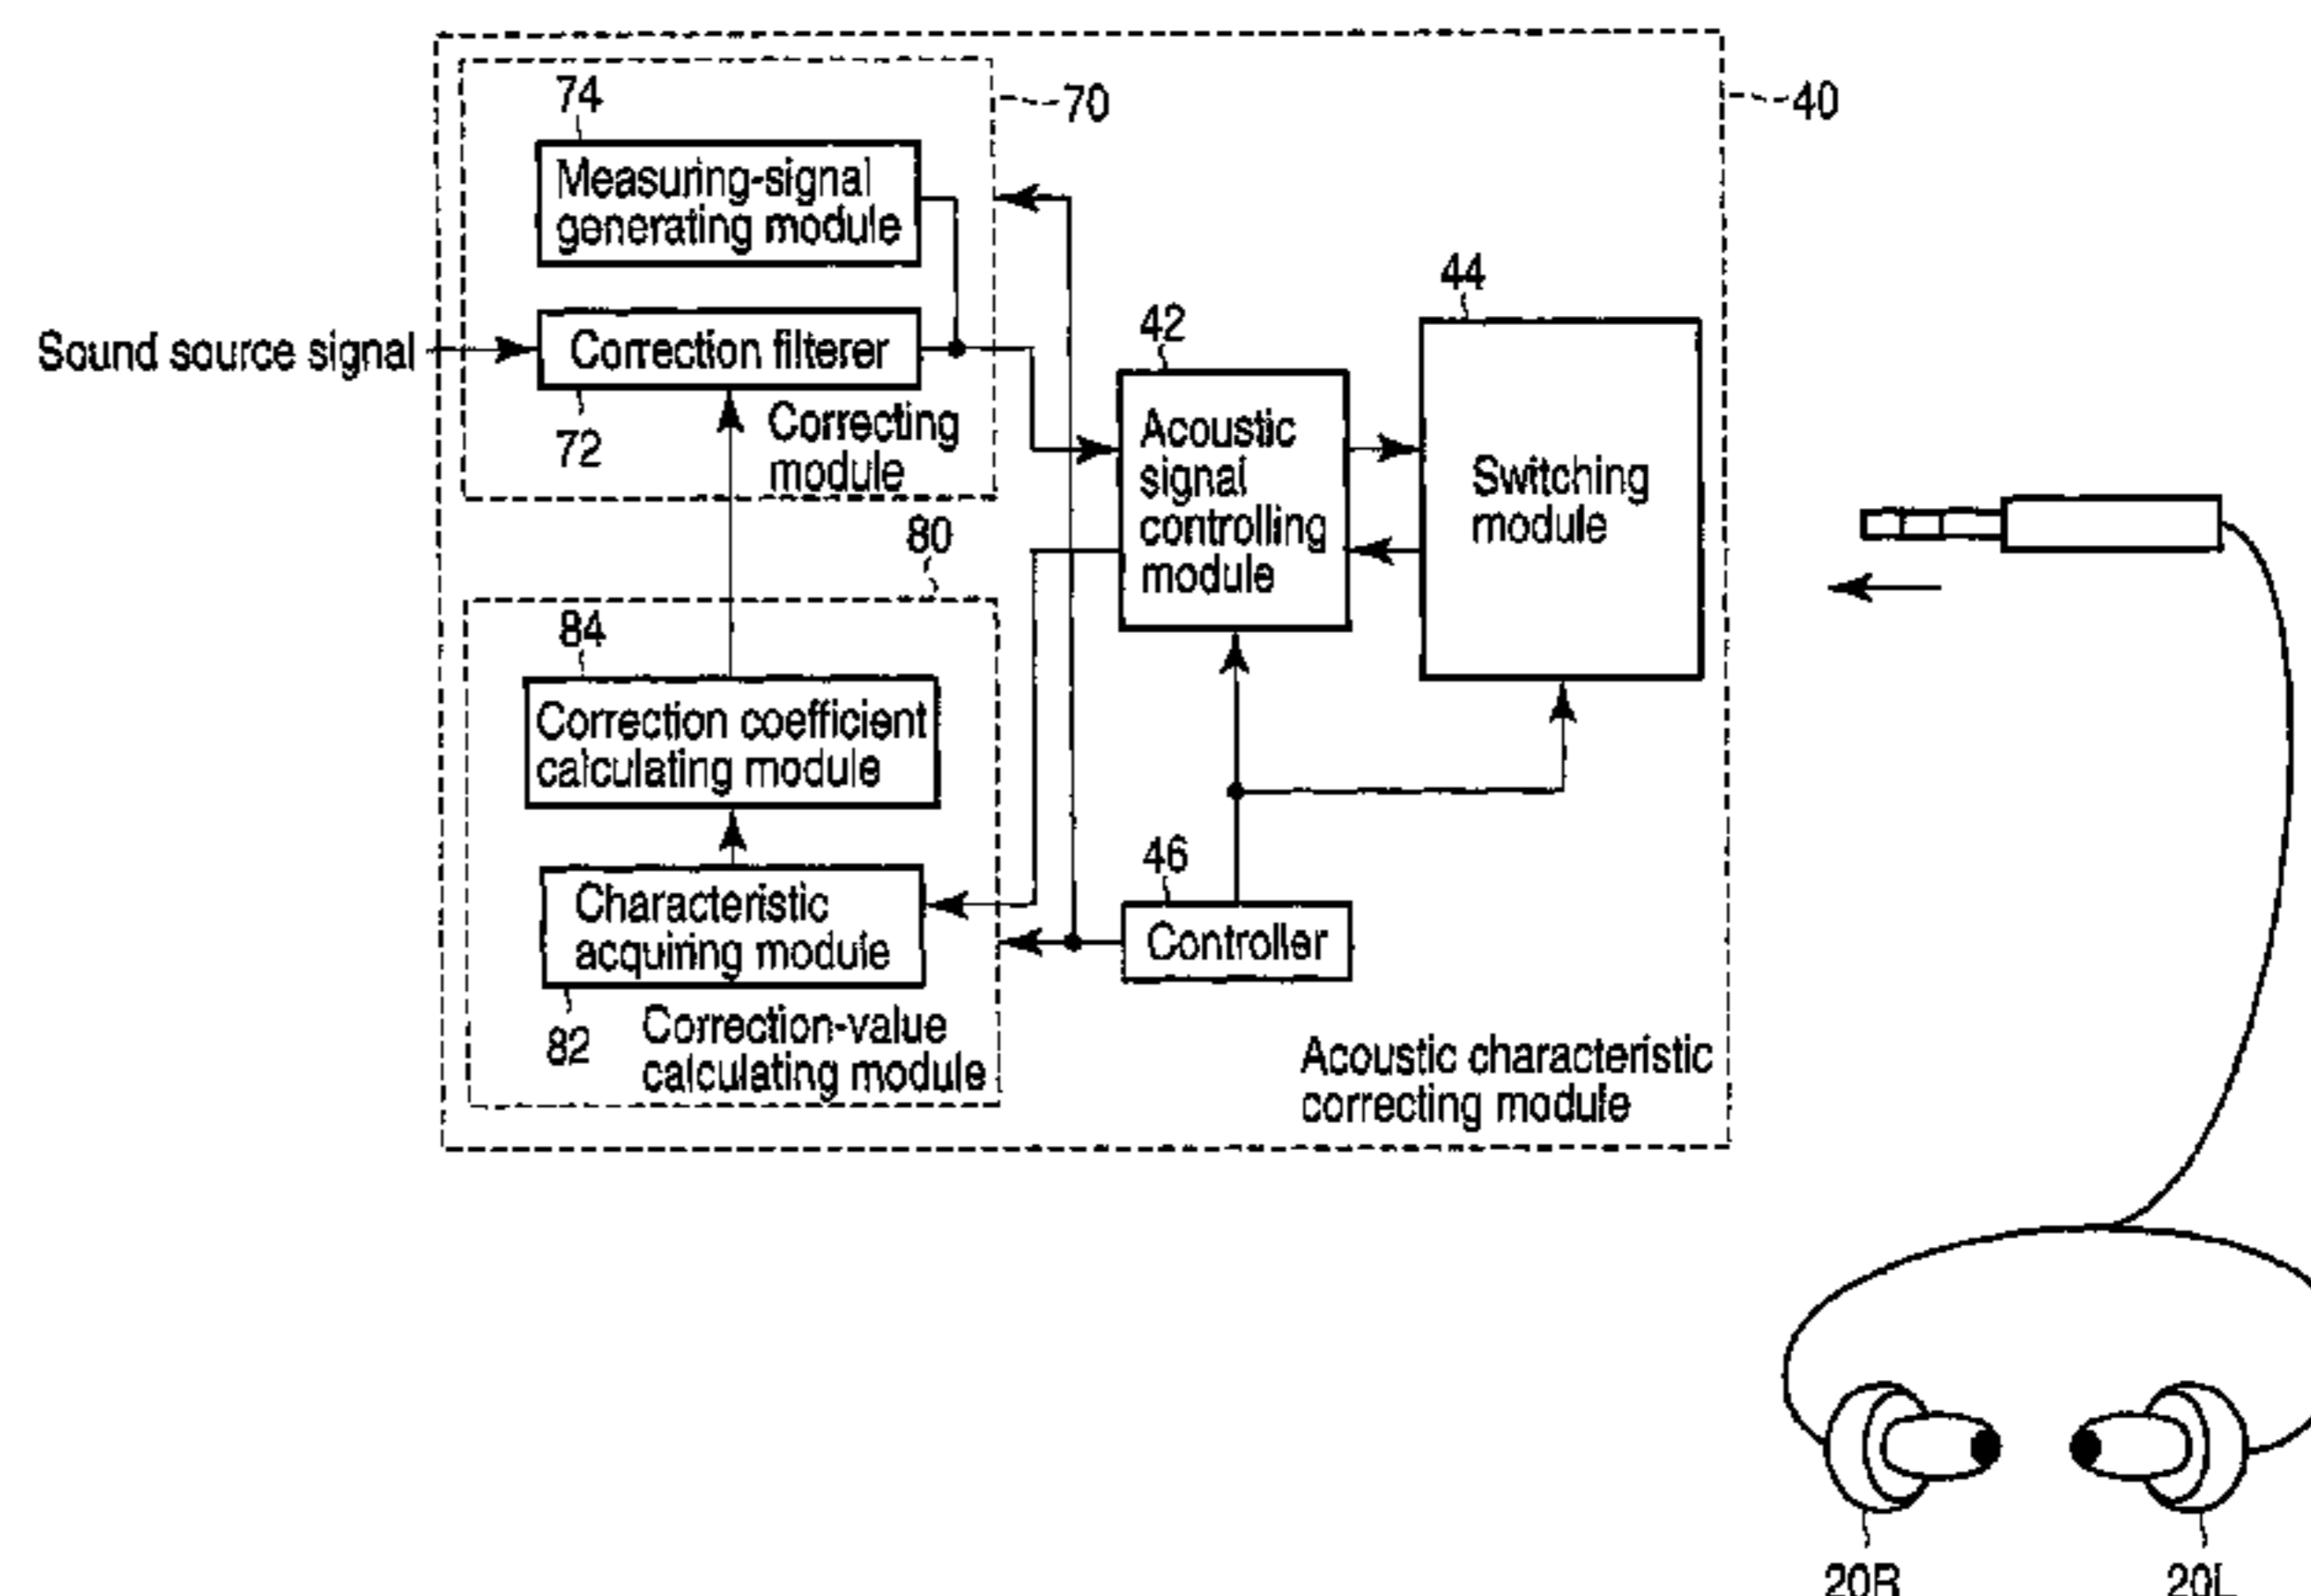 74
70
40
Measuring-signal
generating module
44
42
Sound source signal
Correction filterer
72
Correcting
module
Acoustic
signal
controlling
module
Switching
module
80
84
Correction coefficient
calculating module
46
Characteristic
acquiring module
Controller
82
Correction-value
calculating module
Acoustic characteristic
correcting module
20R
20L